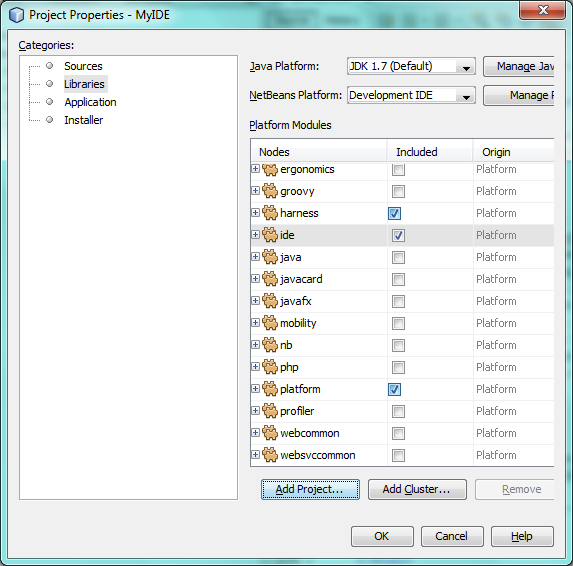 Project Properties - MyIDE
Categories:
Sources
Libraries
Application
Installer
Java Platform: JDK 1.7 (Default) Manage Jav
NetBeans Platform: Development IDE Manage P
Platform Modules
Nodes Included Origin
ergonomics Platform
groovy Platform
harness Platform
ide Platform
java Platform
javacard Platform
javafx Platform
mobility Platform
nb Platform
php Platform
platform Platform
profiler Platform
webcommon Platform
websvccommon Platform
Add Project... Add Cluster... Remove
OK Cancel Help